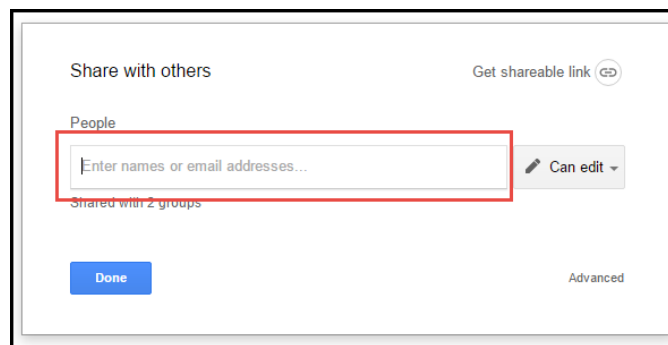 Share with others
Get shareable link
People
Enter names or email addresses...
Can edit
Shared with 2 groups
Done
Advanced